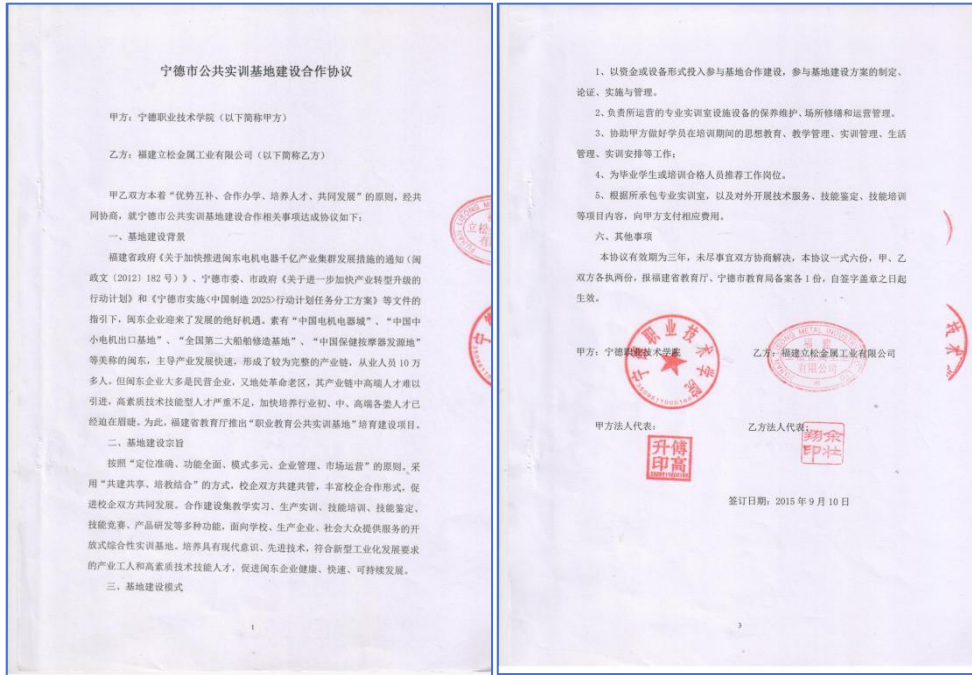 宁德市公共实训基地建设合作协议
甲方：宁德职业技术学院（以下简称甲方）
乙方：福建立松金属工业有限公司（以下简称乙方）
甲乙双方本着“优势互补、合作办学、培养人才、共同发展”的原则，经共
同协商，就宁德市公共实训基地建设合作相关事项达成协议如下：
一、基地建设背景
福建省政府《关于加快推进闽东电机电器千亿产业集群发展措施的通知（闽
政文〔2012〕182 号）》、宁德市委、市政府《关于进一步加快产业转型升级的
行动计划》和《宁德市实施<中国制造 2025>行动计划任务分工方案》等文件的
指引下，闽东企业迎来了发展的绝好机遇。素有“中国电机电器城”、“中国中
小电机出口基地”、“全国第二大船舶修造基地”、“中国保健按摩器发源地”
等美称的闽东，主导产业发展快速，形成了较为完整的产业链，从业人员 10 万
多人。但闽东企业大多是民营企业，又地处革命老区，其产业链中高端人才难以
引进，高素质技术技能型人才严重不足，加快培养行业初、中、高端各类人才已
经迫在眉睫。为此，福建省教育厅推出“职业教育公共实训基地”培育建设项目。
二、基地建设宗旨
按照“定位准确、功能全面、模式多元、企业管理、市场运营”的原则，采
用“共建共享、培教结合”的方式，校企双方共建共管，丰富校企合作形式，促
进校企双方共同发展。合作建设集教学实习、生产实训、技能培训、技能鉴定、
技能竞赛、产品研发等多种功能，面向学校、生产企业、社会大众提供服务的开
放式综合性实训基地。培养具有现代意识、先进技术，符合新型工业化发展要求
的产业工人和高素质技术技能人才，促进闽东企业健康、快速、可持续发展。
三、基地建设模式
1
1、以资金或设备形式投入参与基地合作建设，参与基地建设方案的制定、
论证、实施与管理。
2、负责所运营的专业实训室设施设备的保养维护、场所修缮和运营管理。
3、协助甲方做好学员在培训期间的思想教育、教学管理、实训管理、生活
管理、实训安排等工作；
4、为毕业学生或培训合格人员推荐工作岗位。
5、根据所承包专业实训室，以及对外开展技术服务、技能鉴定、技能培训
等项目内容，向甲方支付相应费用。
六、其他事项
本协议有效期为三年，未尽事宜双方协商解决，本协议一式六份，甲、乙
双方各执两份，报福建省教育厅、宁德市教育局备案各 1 份，自签字盖章之日起
生效。
甲方：宁德职业技术学院 乙方：福建立松金属工业有限公司
宁德职业技术学院
甲方法人代表： 乙方法人代表：
签订日期：2015 年 9 月 10 日
3